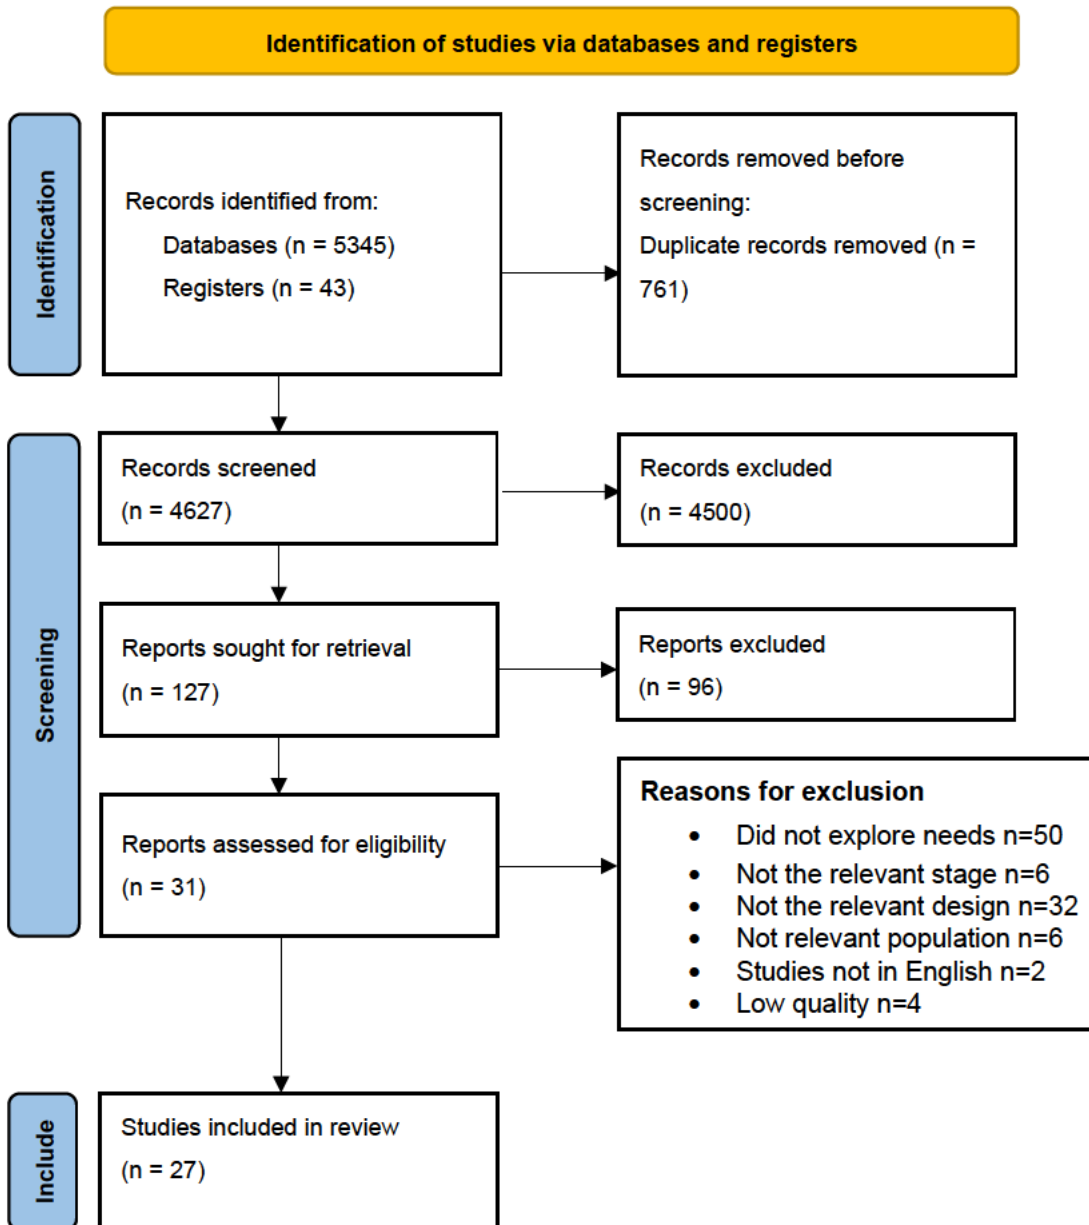 Identification of studies via databases and registers
Identification
Records identified from:
Databases (n = 5345)
Registers (n = 43)
Records removed before
screening:
Duplicate records removed (n =
761)
Screening
Records screened
(n = 4627)
Records excluded
(n = 4500)
Reports sought for retrieval
(n = 127)
Reports excluded
(n = 96)
Reports assessed for eligibility
(n = 31)
Reasons for exclusion
• Did not explore needs n=50
• Not the relevant stage n=6
• Not the relevant design n=32
• Not relevant population n=6
• Studies not in English n=2
• Low quality n=4
Include
Studies included in review
(n = 27)